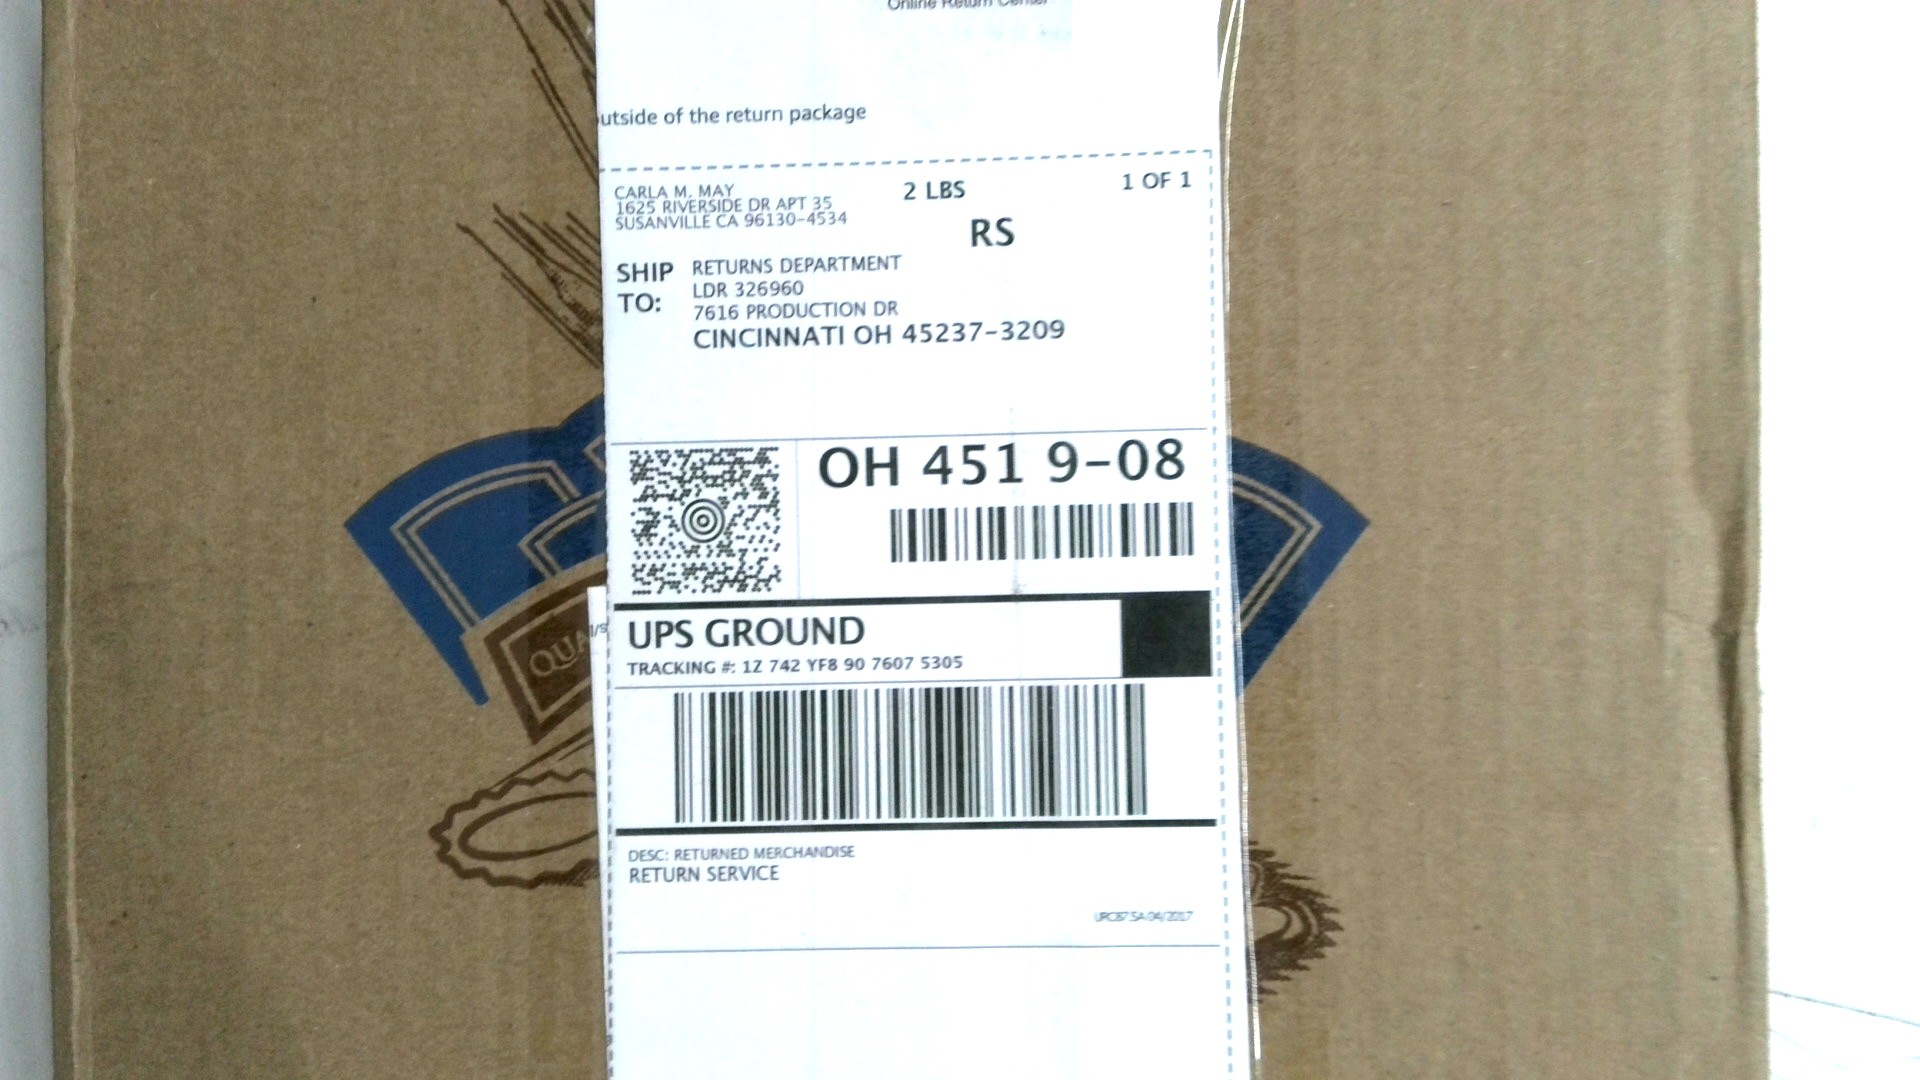 Online Return Center
utside of the return package
CARLA M. MAY
1625 RIVERSIDE DR APT 35
SUSANVILLE CA 96130-4534
2 LBS
1 OF 1
RS
SHIP TO:
RETURNS DEPARTMENT
LDR 326960
7616 PRODUCTION DR
CINCINNATI OH 45237-3209
OH 451 9-08
UPS GROUND
TRACKING #: 1Z 742 YF8 90 7607 5305
DESC: RETURNED MERCHANDISE
RETURN SERVICE
QUA